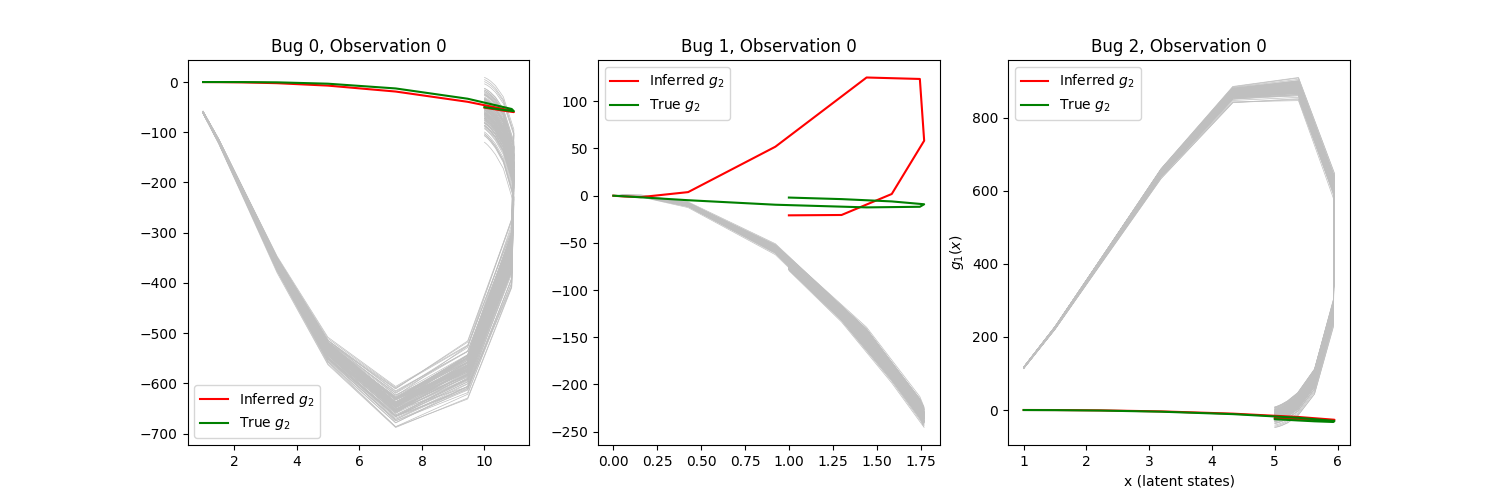 Bug 0, Observation 0
0
−100
−200
−300
−400
−500
−600
−700
2 4 6 8 10
Inferred g₂
True g₂
Bug 1, Observation 0
100
50
0
−50
−100
−150
−200
−250
0.00 0.25 0.50 0.75 1.00 1.25 1.50 1.75
Inferred g₂
True g₂
Bug 2, Observation 0
800
600
400
200
0
1 2 3 4 5 6
g₁(x)
x (latent states)
Inferred g₂
True g₂